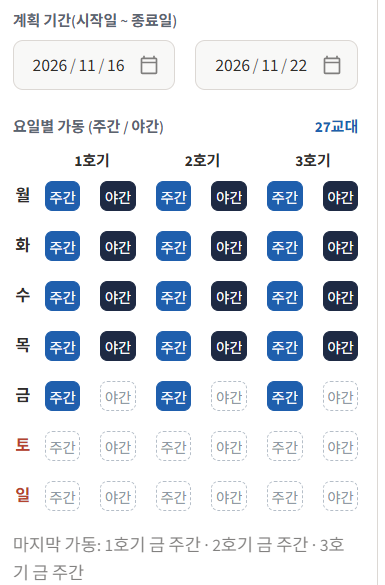 계획 기간(시작일 ~ 종료일)
2026/11/16 2026/11/22
요일별 가동 (주간 / 야간) 27교대
1호기 2호기 3호기
월 주간 야간 주간 야간 주간 야간
화 주간 야간 주간 야간 주간 야간
수 주간 야간 주간 야간 주간 야간
목 주간 야간 주간 야간 주간 야간
금 주간 야간 주간 야간 주간 야간
토 주간 야간 주간 야간 주간 야간
일 주간 야간 주간 야간 주간 야간
마지막 가동: 1호기 금 주간 · 2호기 금 주간 · 3호
기 금 주간